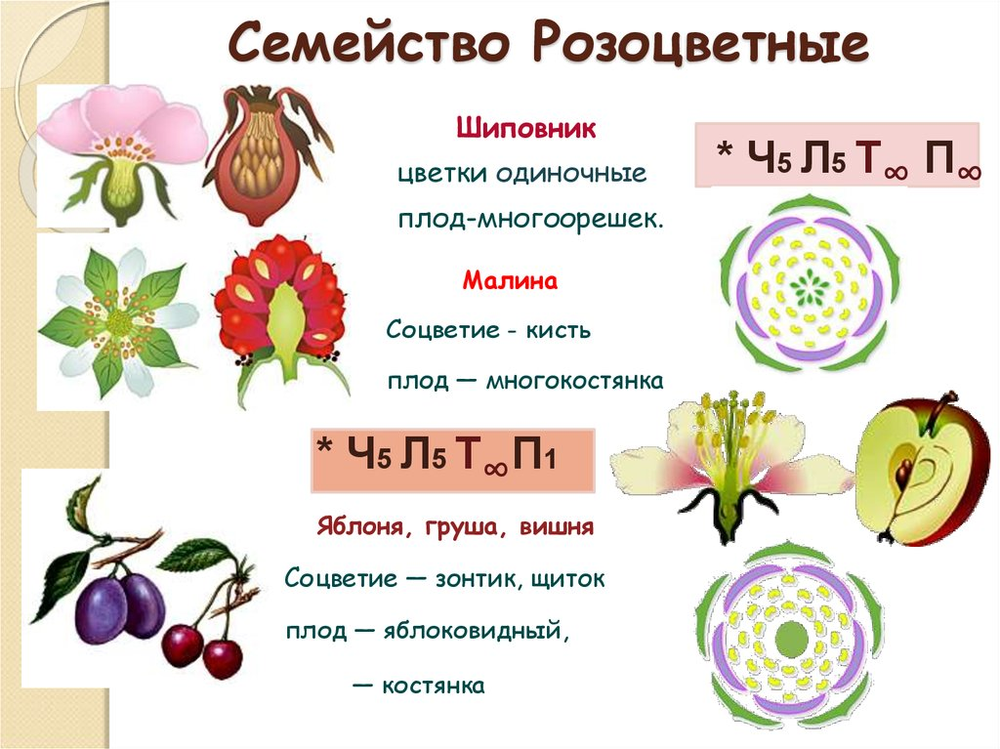 Семейство Розоцветные
Шиповник
цветки одиночные
плод-многоорешек.
* Ч5 Л5 Т∞ П∞
Малина
Соцветие - кисть
плод — многокостянка
* Ч5 Л5 Т∞П1
Яблоня, груша, вишня
Соцветие — зонтик, щиток
плод — яблоковидный,
— костянка